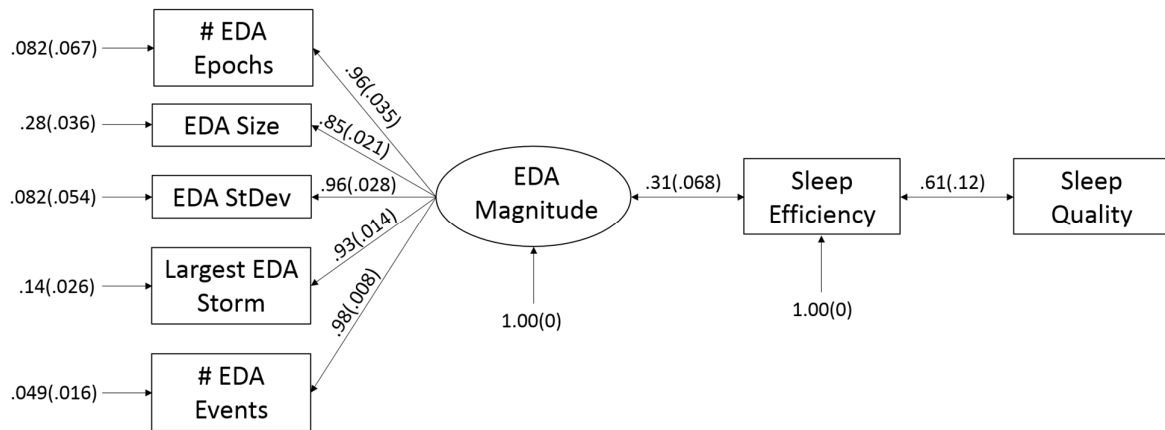 .082(.067)
# EDA
Epochs
.96(.035)
.28(.036)
EDA Size
.85(.021)
.082(.054)
EDA StDev
.96(.028)
.14(.026)
Largest EDA
Storm
.93(.014)
.049(.016)
# EDA
Events
.98(.008)
EDA
Magnitude
1.00(0)
.31(.068)
Sleep
Efficiency
1.00(0)
.61(.12)
Sleep
Quality